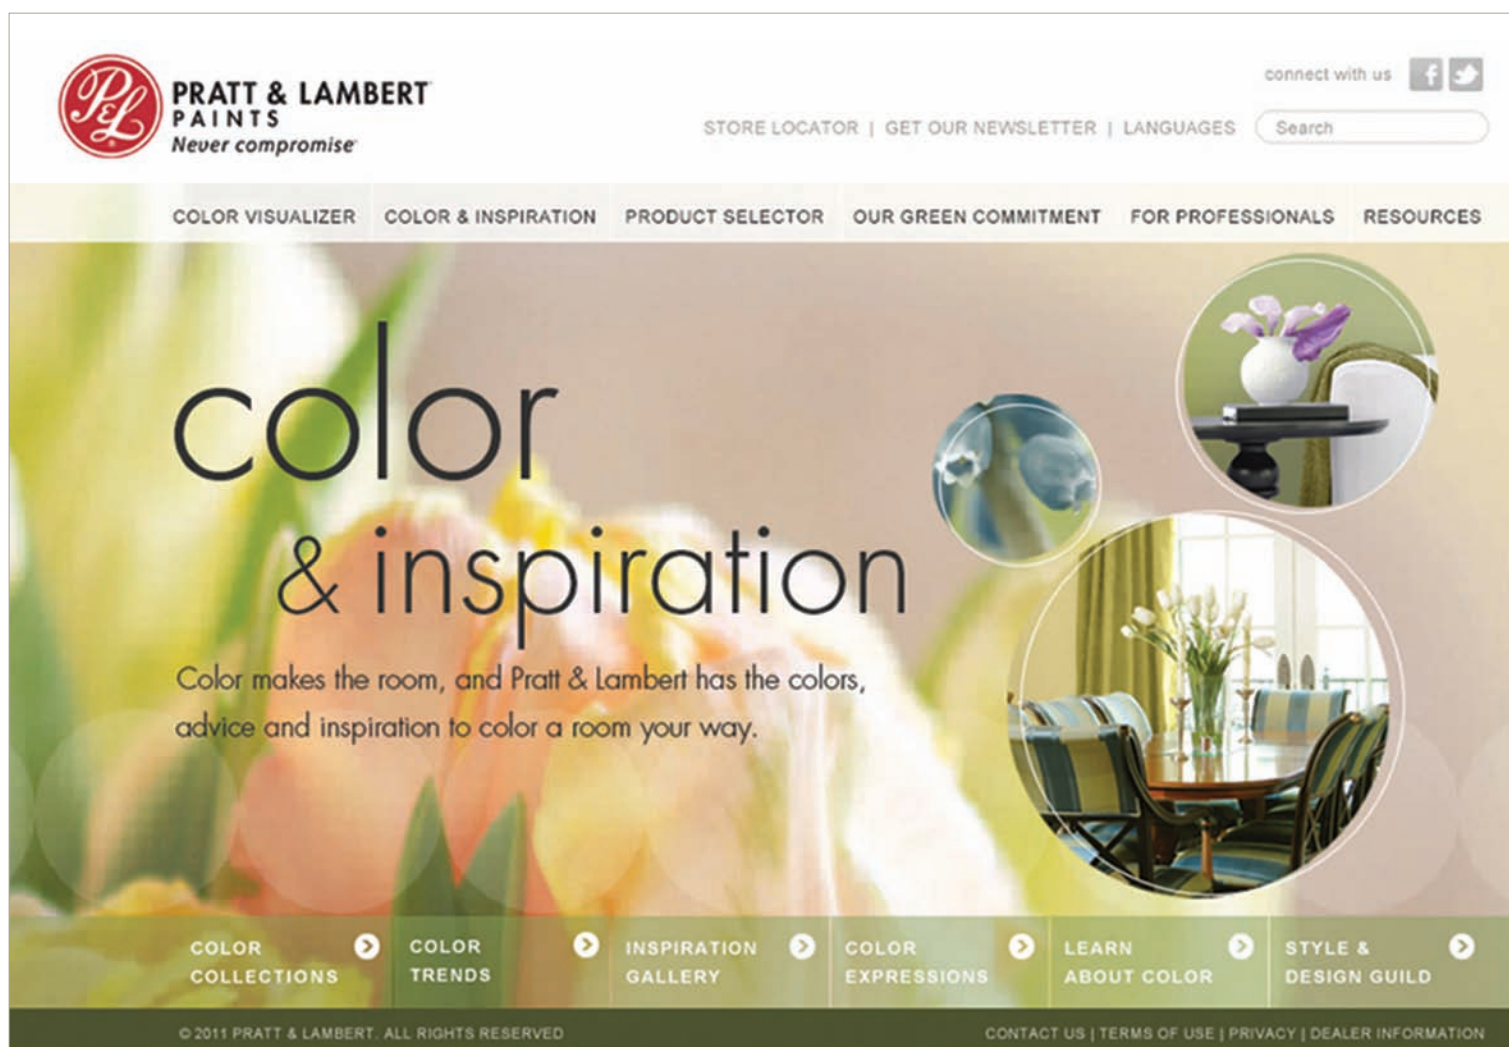 P&L
PRATT & LAMBERT
PAINTS
Never compromise
connect with us
STORE LOCATOR | GET OUR NEWSLETTER | LANGUAGES
Search
COLOR VISUALIZER
COLOR & INSPIRATION
PRODUCT SELECTOR
OUR GREEN COMMITMENT
FOR PROFESSIONALS
RESOURCES
color
& inspiration
Color makes the room, and Pratt & Lambert has the colors,
advice and inspiration to color a room your way.
COLOR
COLLECTIONS
COLOR
TRENDS
INSPIRATION
GALLERY
COLOR
EXPRESSIONS
LEARN
ABOUT COLOR
STYLE &
DESIGN GUILD
© 2011 PRATT & LAMBERT. ALL RIGHTS RESERVED
CONTACT US | TERMS OF USE | PRIVACY | DEALER INFORMATION